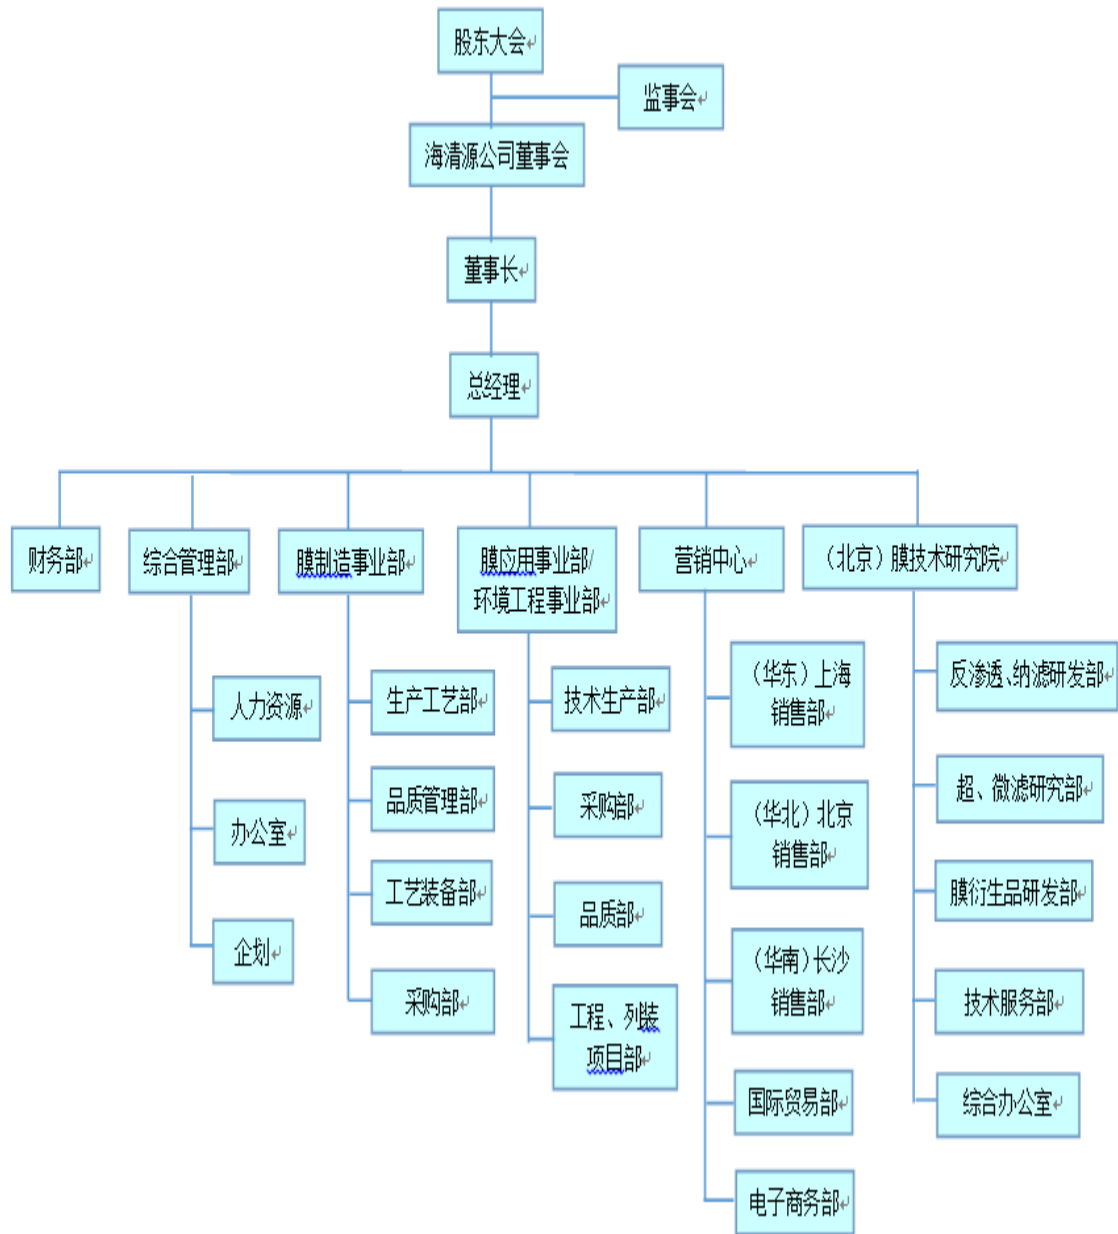 股东大会
监事会
海清源公司董事会
董事长
总经理
财务部
综合管理部
膜制造事业部
膜应用事业部/
环境工程事业部
营销中心
（北京）膜技术研究院
人力资源
办公室
企划
生产工艺部
品质管理部
工艺装备部
采购部
技术生产部
采购部
品质部
工程、列装
项目部
（华东）上海
销售部
（华北）北京
销售部
（华南）长沙
销售部
国际贸易部
电子商务部
反渗透、纳滤研发部
超、微滤研究部
膜衍生品研发部
技术服务部
综合办公室